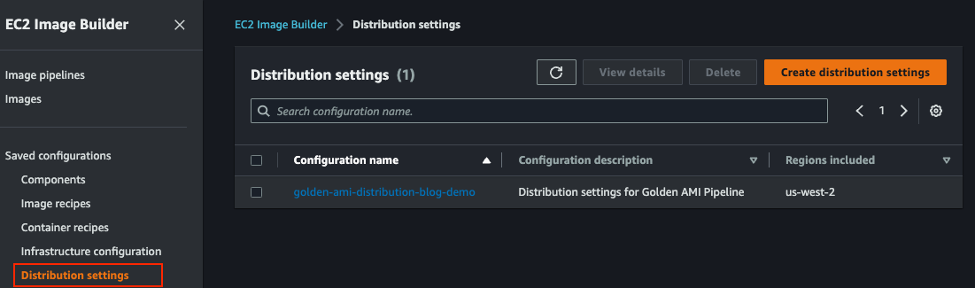 EC2 Image Builder
Image pipelines
Images
Saved configurations
Components
Image recipes
Container recipes
Infrastructure configuration
Distribution settings
EC2 Image Builder > Distribution settings
Distribution settings (1)
View details
Delete
Create distribution settings
Search configuration name.
1
Configuration name Configuration description Regions included
golden-ami-distribution-blog-demo Distribution settings for Golden AMI Pipeline us-west-2